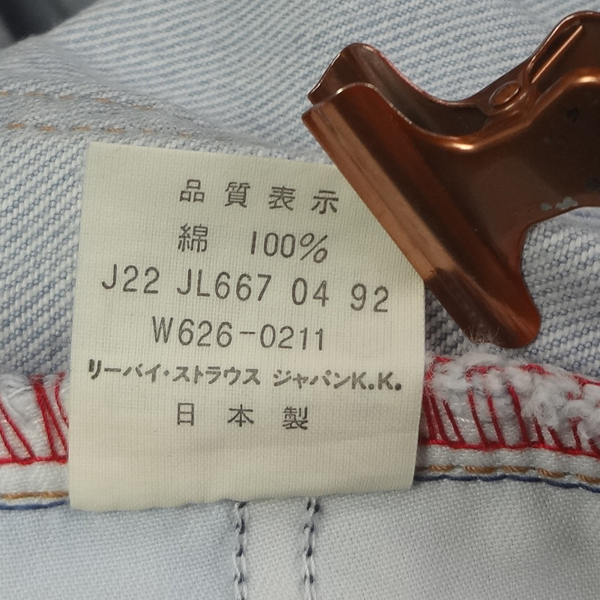 品質表示
綿 100%
J22 JL667 04 92
W626-0211
リーバイ・ストラウス ジャパンK.K.
日本製